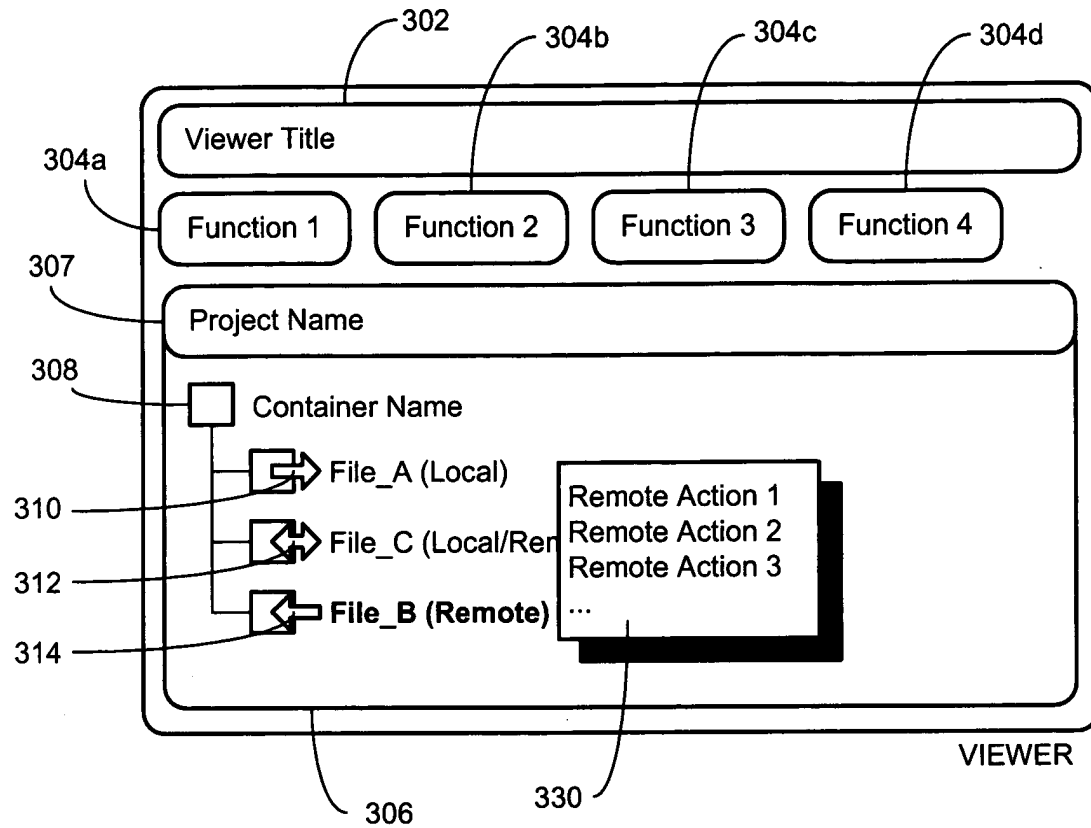 302
304b
304c
304d
Viewer Title
304a
Function 1
Function 2
Function 3
Function 4
307
Project Name
308
Container Name
File_A (Local)
310
File_C (Local/Rem
312
File_B (Remote)
314
Remote Action 1
Remote Action 2
Remote Action 3
...
VIEWER
306
330